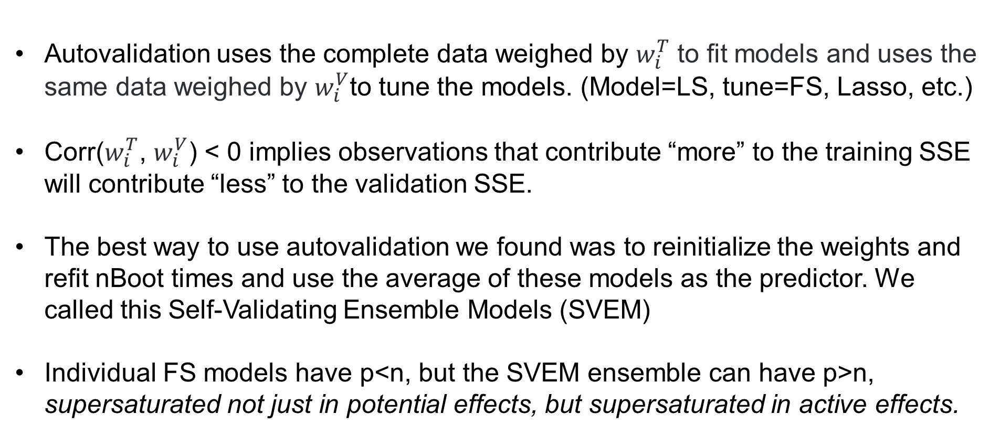 • Autovalidation uses the complete data weighed by $w_i^T$ to fit models and uses the
same data weighed by $w_i^V$ to tune the models. (Model=LS, tune=FS, Lasso, etc.)
• Corr($w_i^T$, $w_i^V$) < 0 implies observations that contribute “more” to the training SSE
will contribute “less” to the validation SSE.
• The best way to use autovalidation we found was to reinitialize the weights and
refit nBoot times and use the average of these models as the predictor. We
called this Self-Validating Ensemble Models (SVEM)
• Individual FS models have p<n, but the SVEM ensemble can have p>n,
supersaturated not just in potential effects, but supersaturated in active effects.